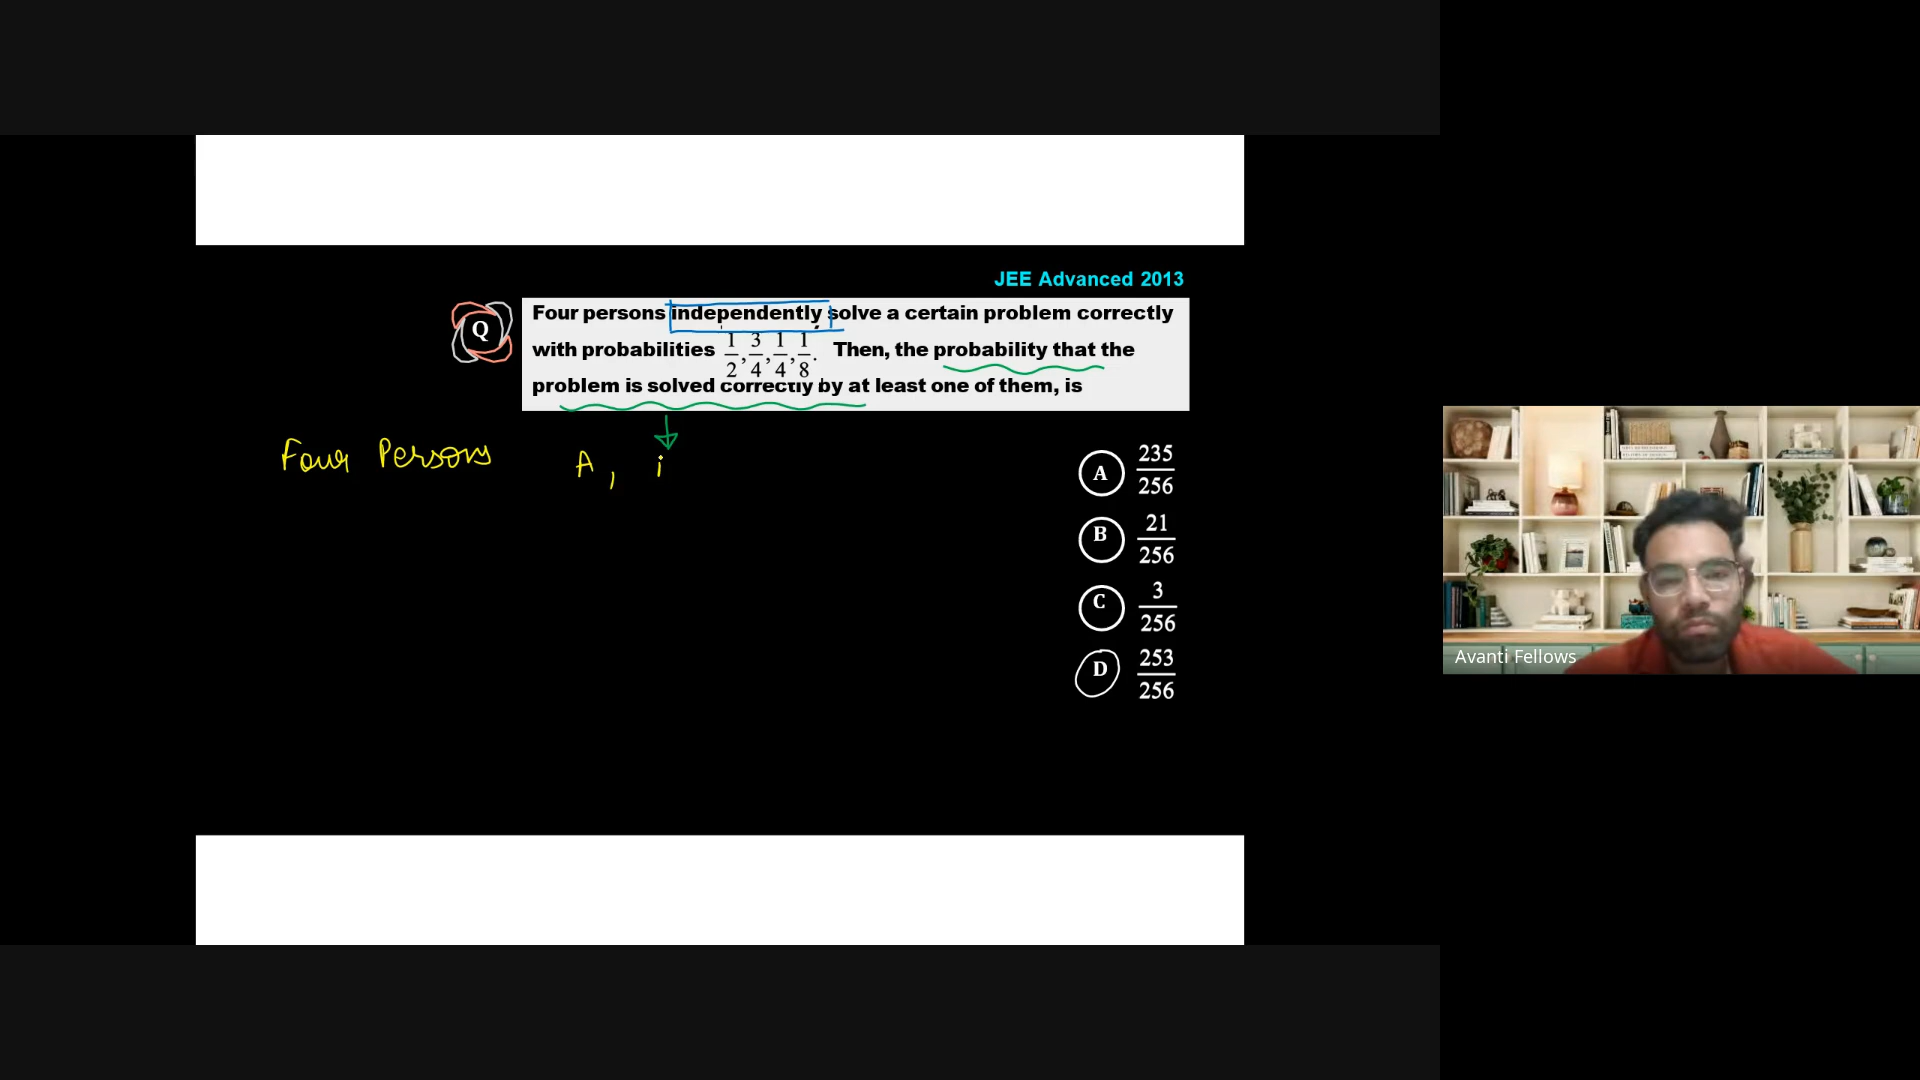 JEE Advanced 2013
Q
Four persons independently solve a certain problem correctly
with probabilities 1/2, 3/4, 1/4, 1/8. Then, the probability that the
problem is solved correctly by at least one of them, is
Four Persons A, i
A 235/256
B 21/256
C 3/256
D 253/256
Avanti Fellows